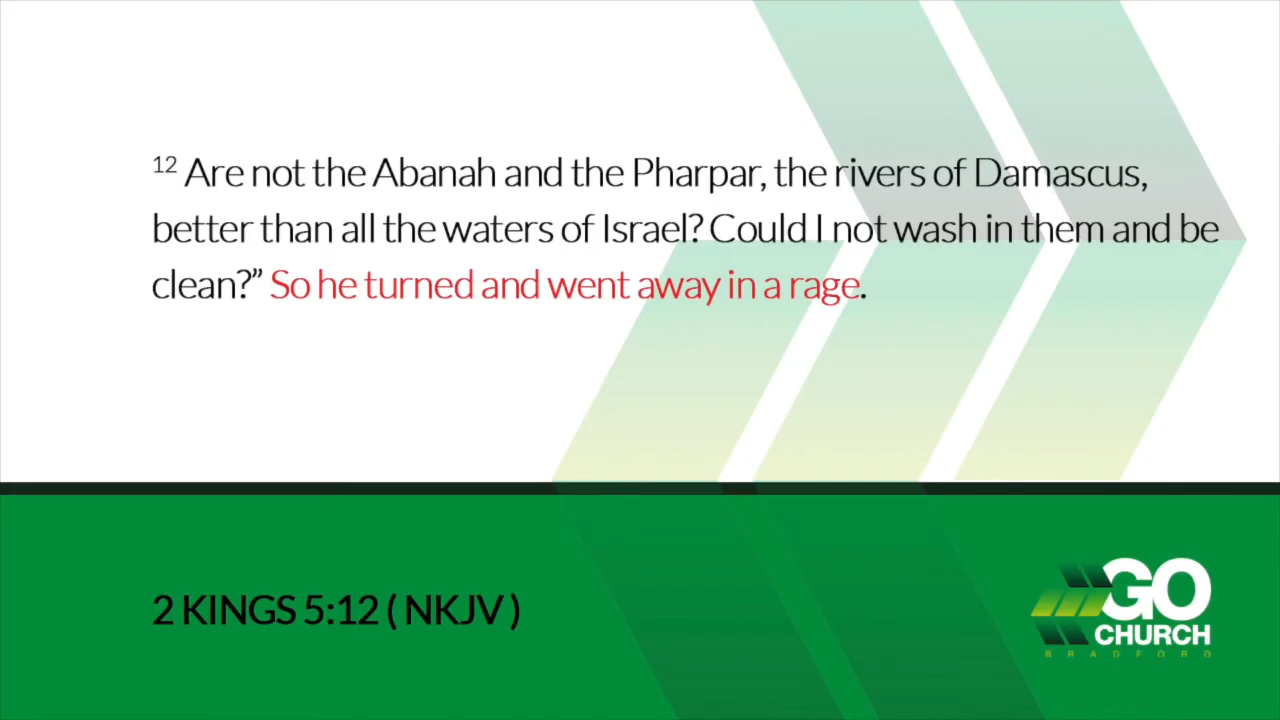 12 Are not the Abanah and the Pharpar, the rivers of Damascus,
better than all the waters of Israel? Could I not wash in them and be
clean?” So he turned and went away in a rage.
2 KINGS 5:12 ( NKJV )
GO
CHURCH
BRADFORD